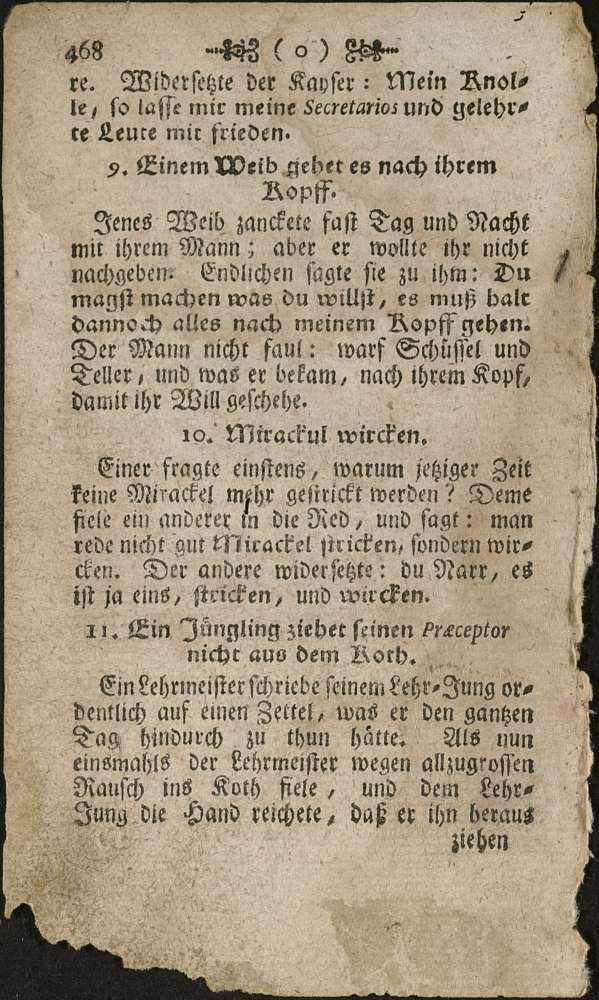 468 ( o )
re. Widersetzte der Kayser: Mein Knol-
le, so lasse mir meine Secretarios und gelehr-
te Leute mit frieden.
9. Einem Weib gehet es nach ihrem
Kopff.
Jenes Weib zanckete fast Tag und Nacht
mit ihrem Mann; aber er wollte ihr nicht
nachgeben. Endlichen sagte sie zu ihm: Du
magst machen was du willst, es muß halt
dannoch alles nach meinem Kopff gehen.
Der Mann nicht faul: warf Schüssel und
Teller, und was er bekam, nach ihrem Kopf,
damit ihr Will geschehe.
10. Mirackul wircken.
Einer fragte einstens, warum jetziger Zeit
keine Mirackel mehr gestrickt werden? Deme
fiele ein anderer in die Red, und sagt: man
rede nicht gut Mirackel stricken, sondern wir-
cken. Der andere widersetzte: du Narr, es
ist ja eins, stricken, und wircken.
11. Ein Jüngling ziehet seinen Præceptor
nicht aus dem Koth.
Ein Lehrmeister schriebe seinem Lehr-Jung or-
dentlich auf einen Zettel, was er den gantzen
Tag hindurch zu thun hätte. Als nun
einsmahls der Lehrmeister wegen allzugrossen
Rausch ins Koth fiele, und dem Lehr-
Jung die Hand reichete, daß er ihn heraus
ziehen